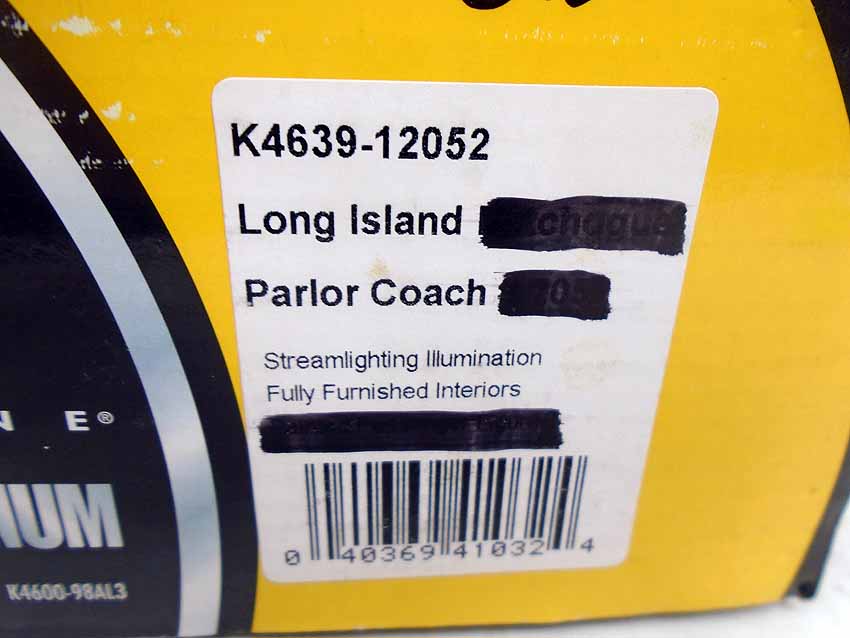 K4639-12052
Long Island
Parlor Coach
Streamlighting Illumination
Fully Furnished Interiors
0 40369 41032 4
N E®
NUM
K4600-98AL3